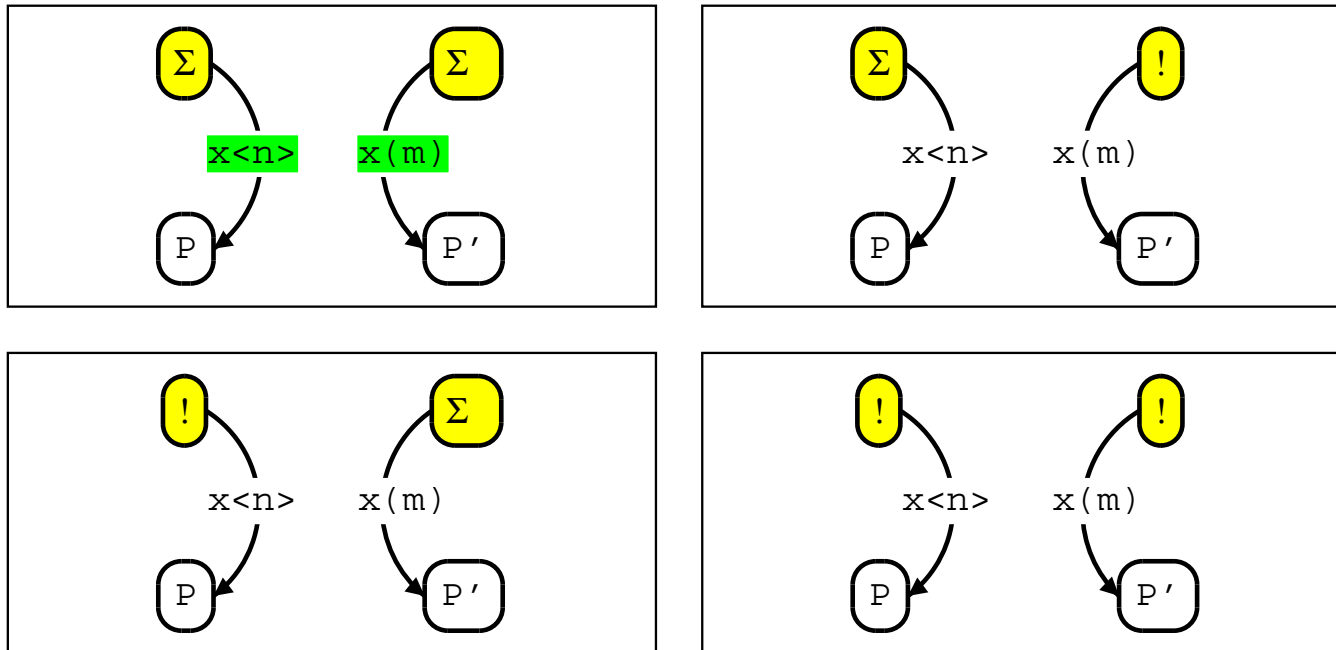 Σ Σ
x<n> x(m)
P P'
Σ !
x<n> x(m)
P P'
! Σ
x<n> x(m)
P P'
! !
x<n> x(m)
P P'